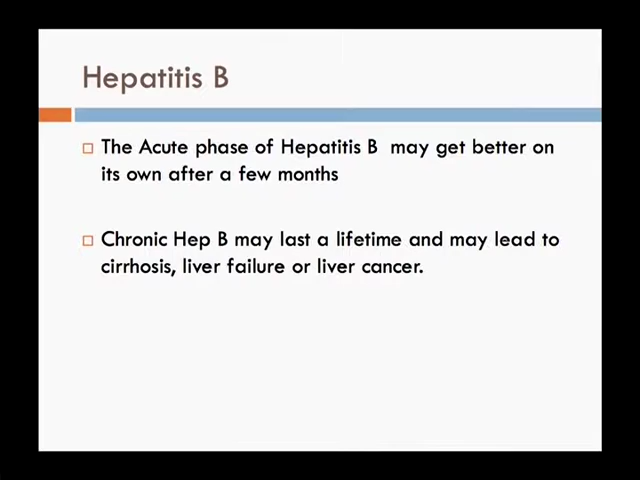 Hepatitis B
The Acute phase of Hepatitis B  may get better on
its own after a few months
Chronic Hep B may last a lifetime and may lead to
cirrhosis, liver failure or liver cancer.